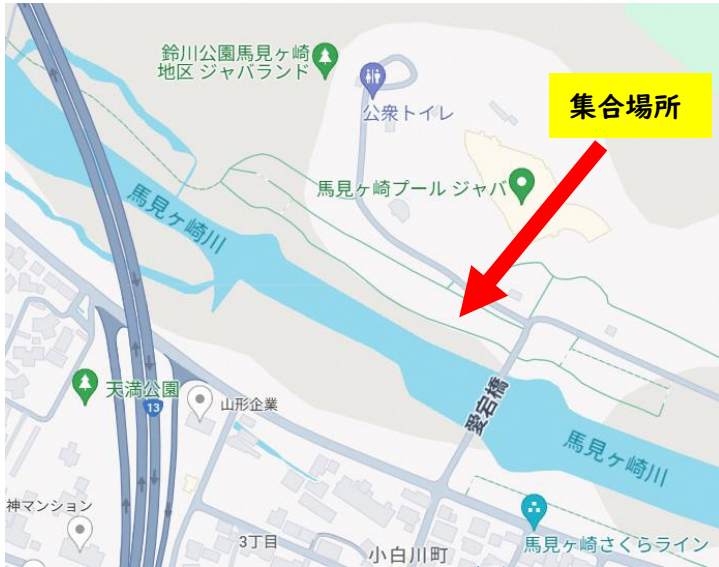 鈴川公園馬見ヶ崎
地区 ジャバランド
公衆トイレ
集合場所
馬見ヶ崎プール ジャバ
馬見ヶ崎川
天満公園
13
山形企業
愛宕橋
馬見ヶ崎川
神マンション
3丁目
小白川町
馬見ヶ崎さくらライン